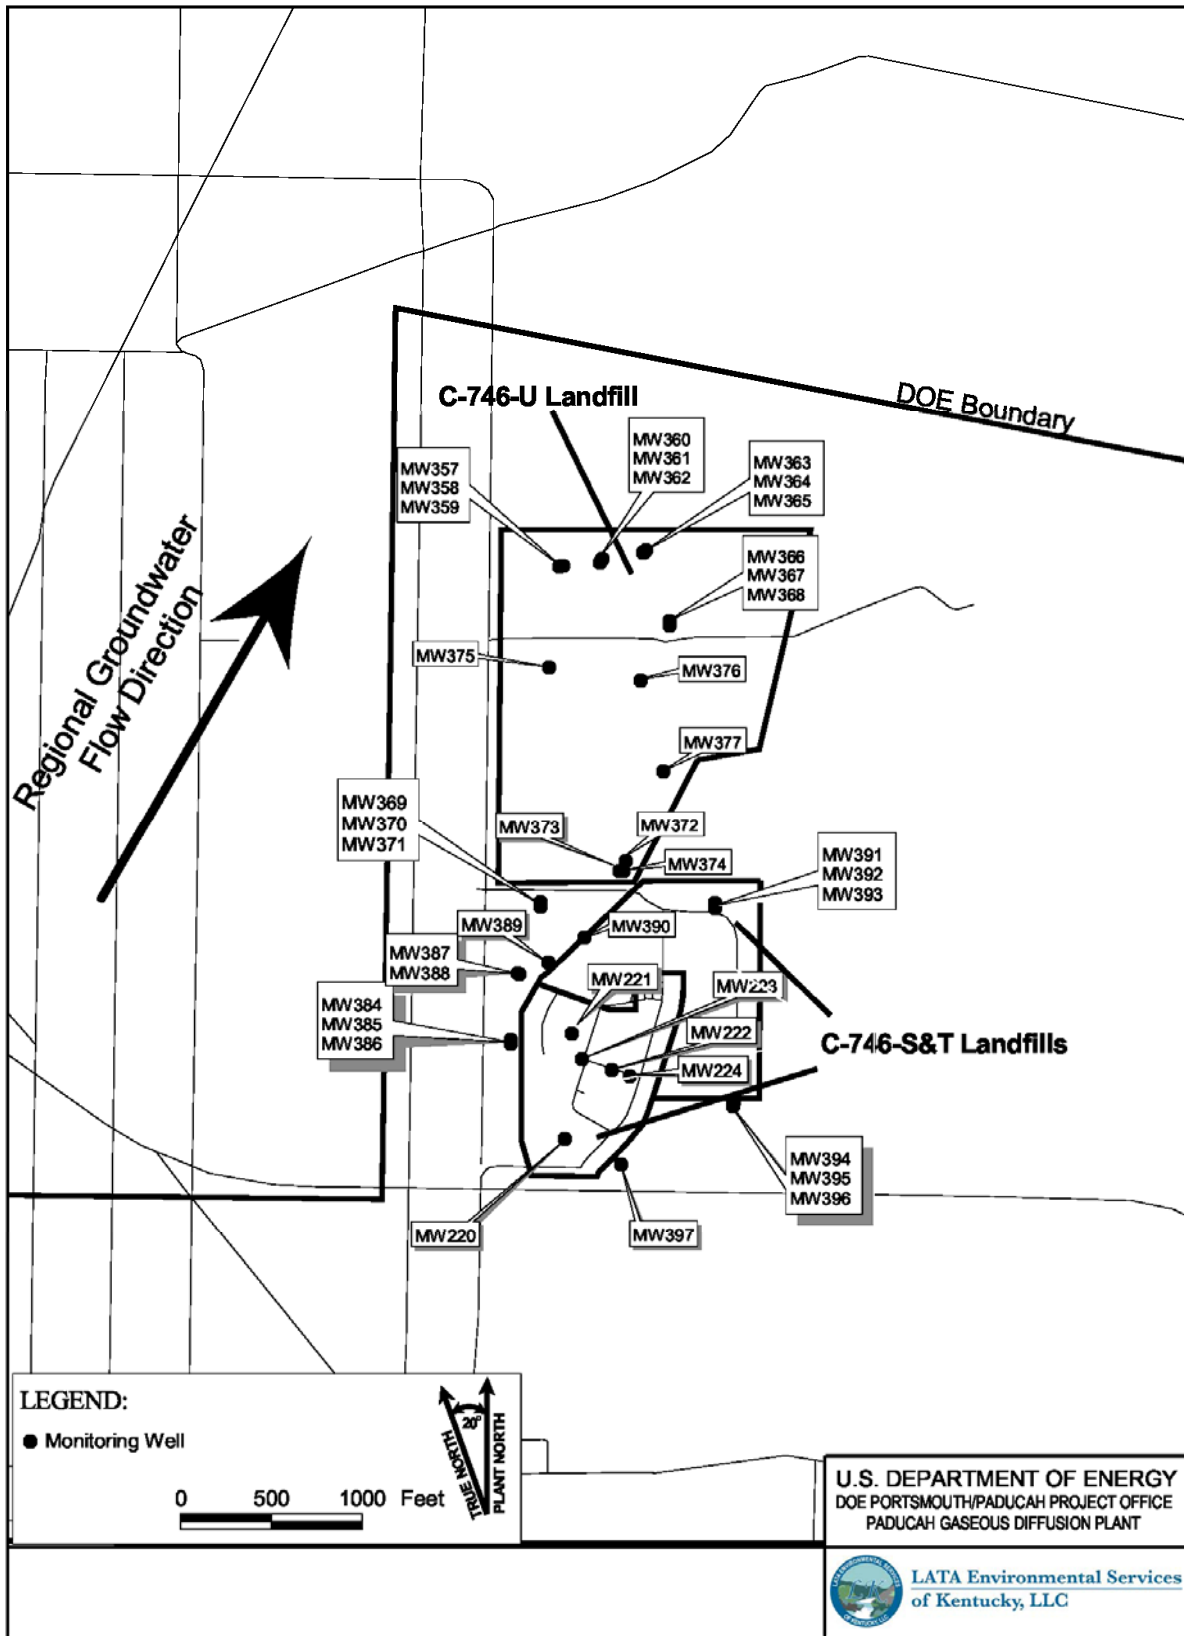 C-746-U Landfill
DOE Boundary
MW360
MW361
MW362
MW363
MW364
MW365
MW357
MW358
MW359
MW366
MW367
MW368
Regional Groundwater
Flow Direction
MW375
MW376
MW377
MW369
MW370
MW371
MW373
MW372
MW374
MW391
MW392
MW393
MW389
MW390
MW387
MW388
MW221
MW223
MW384
MW385
MW386
MW222
C-746-S&T Landfills
MW224
MW394
MW395
MW396
MW220
MW397
LEGEND:
Monitoring Well
0 500 1000 Feet
20°
TRUE NORTH
PLANT NORTH
U.S. DEPARTMENT OF ENERGY
DOE PORTSMOUTH/PADUCAH PROJECT OFFICE
PADUCAH GASEOUS DIFFUSION PLANT
LATA Environmental Services
of Kentucky, LLC